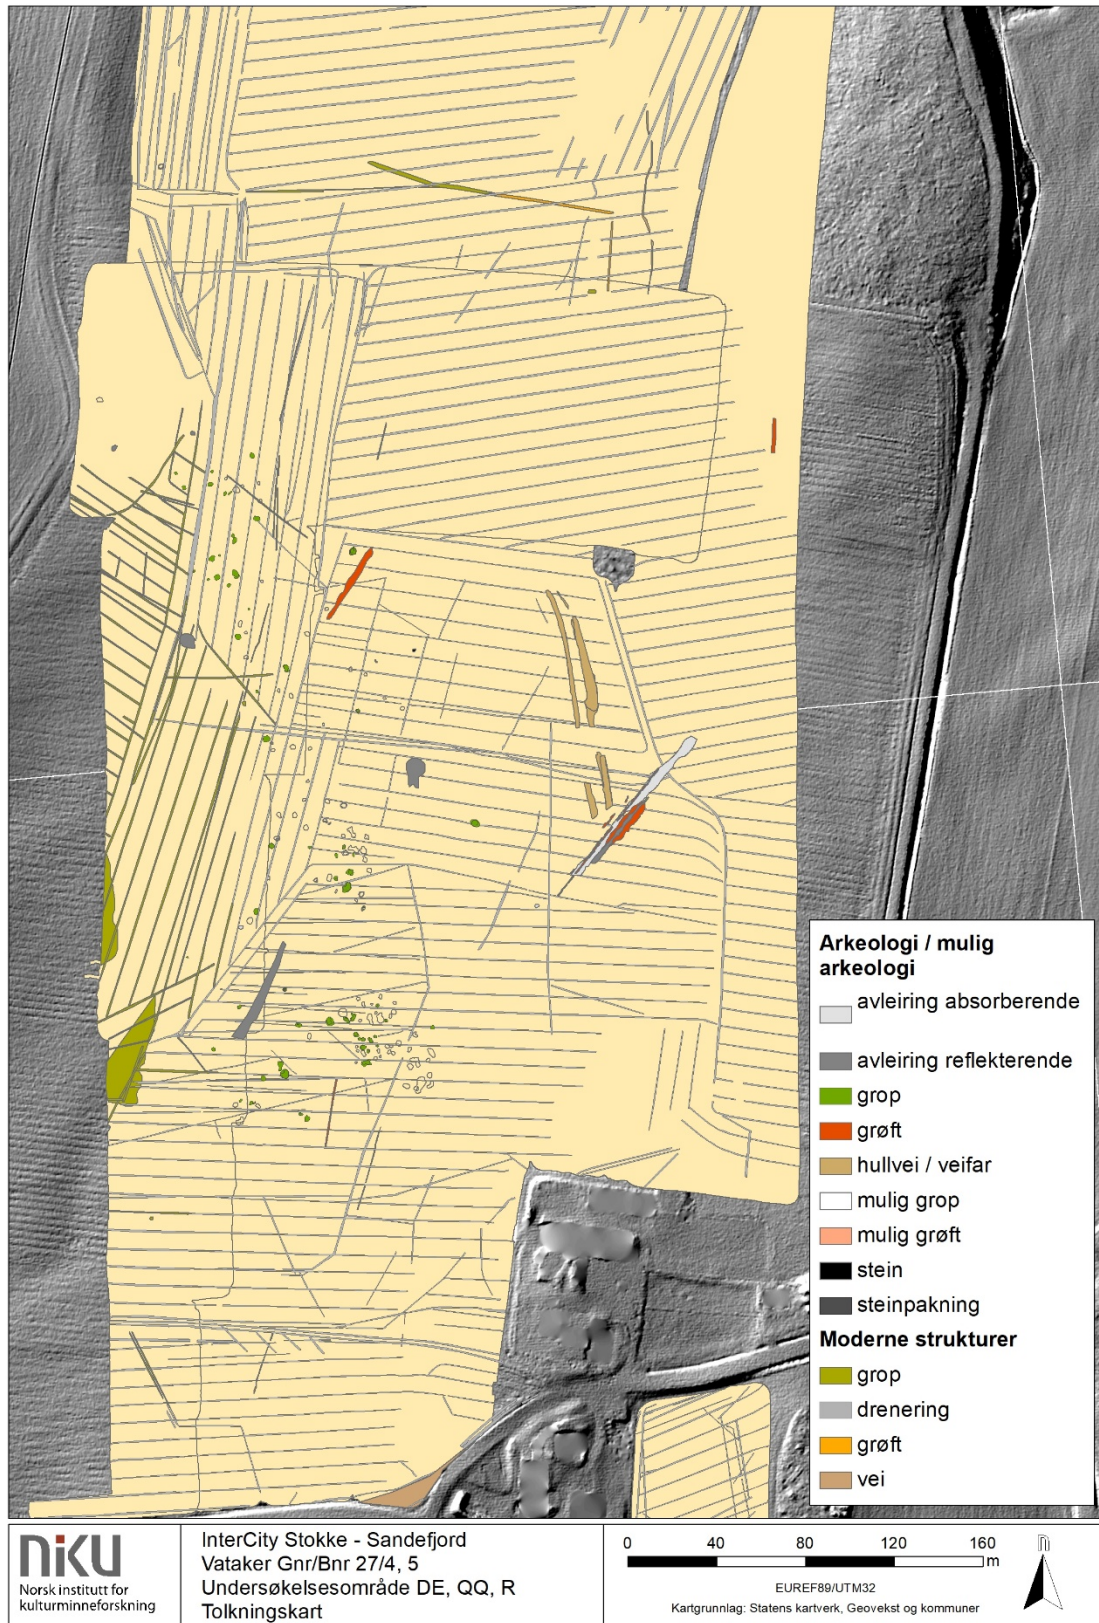 Arkeologi / mulig
arkeologi
avleiring absorberende
avleiring reflekterende
grop
grøft
hullvei / veifar
mulig grop
mulig grøft
stein
steinpakning
Moderne strukturer
grop
drenering
grøft
vei
niku
Norsk institutt for
kulturminneforskning
InterCity Stokke - Sandefjord
Vataker Gnr/Bnr 27/4, 5
Undersøkelsesområde DE, QQ, R
Tolkningskart
0 40 80 120 160
m
EUREF89/UTM32
Kartgrunnlag: Statens kartverk, Geovekst og kommuner
n